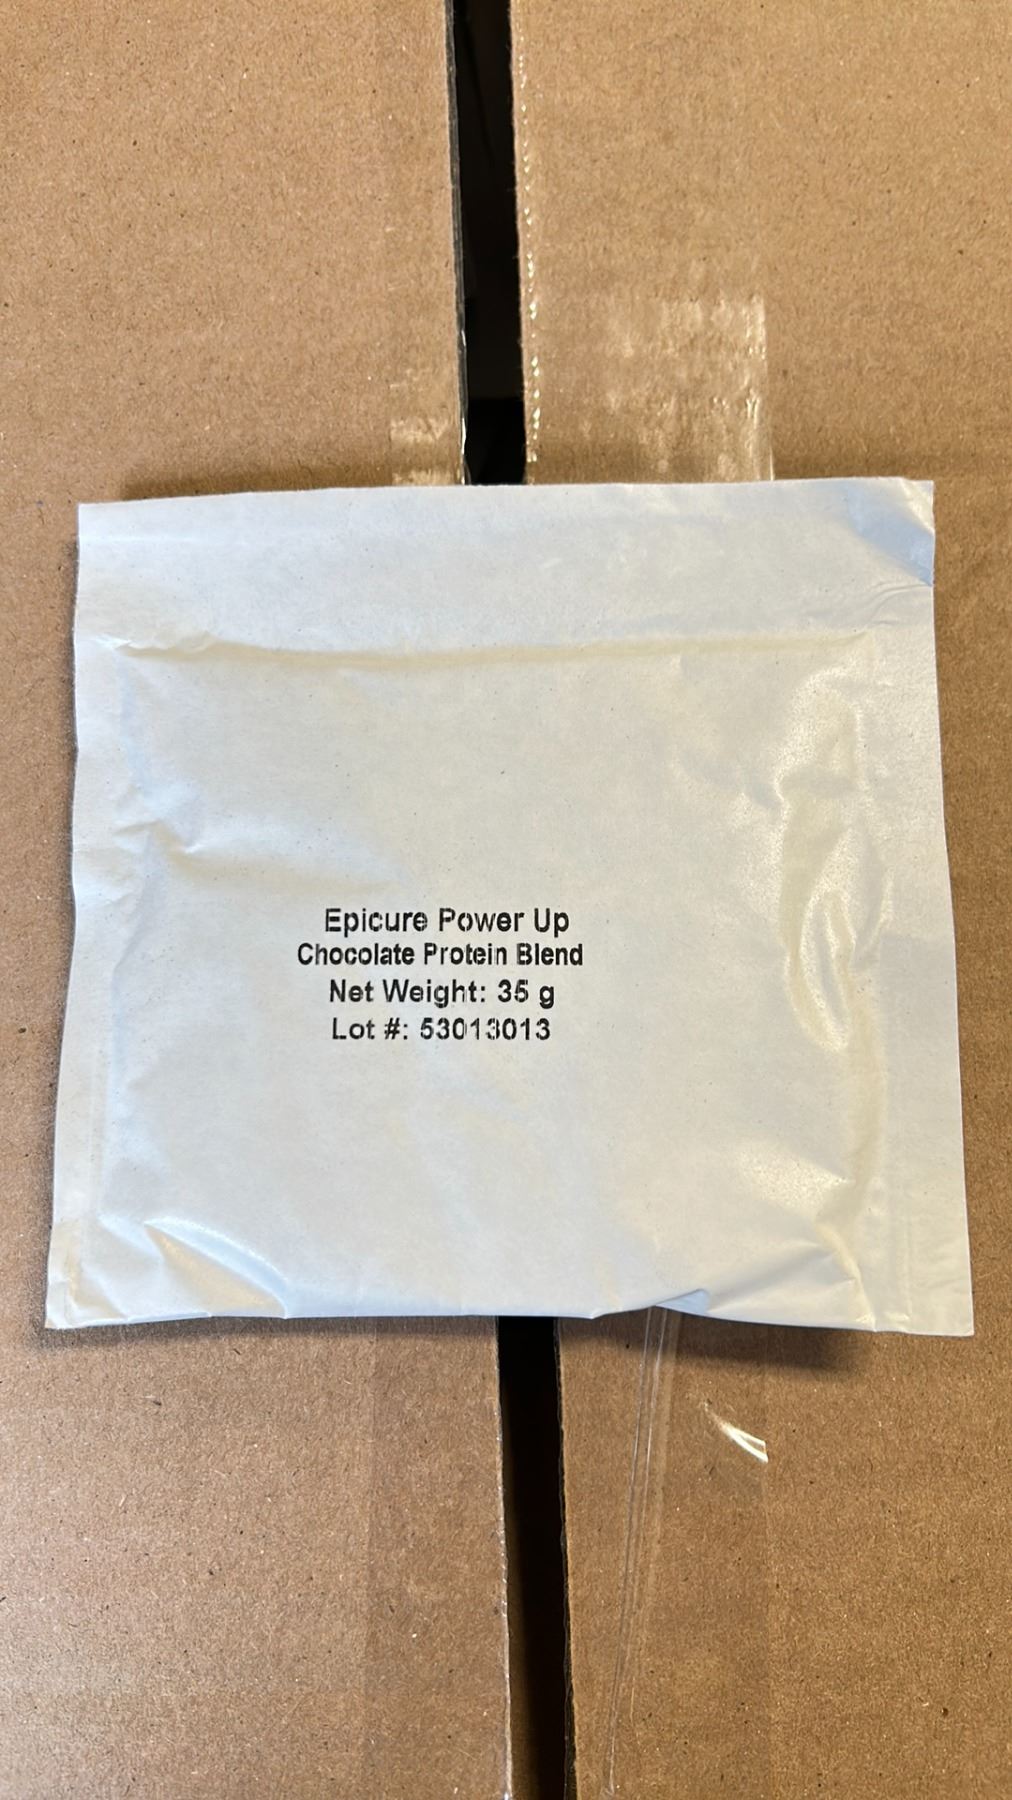 Epicure Power Up
Chocolate Protein Blend
Net Weight: 35 g
Lot #: 53013013